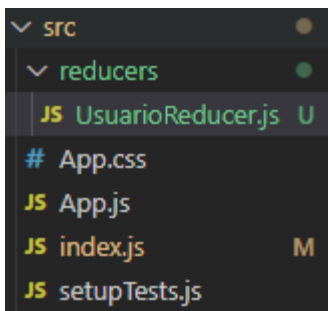 src
reducers
JS UsuarioReducer.js U
# App.css
JS App.js
JS index.js M
JS setupTests.js